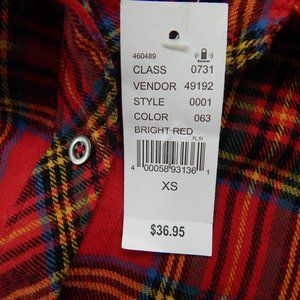 460489
CLASS 0731
VENDOR 49192
STYLE 0001
COLOR 063
BRIGHT RED
4 00058 93136 1
XS
$36.95